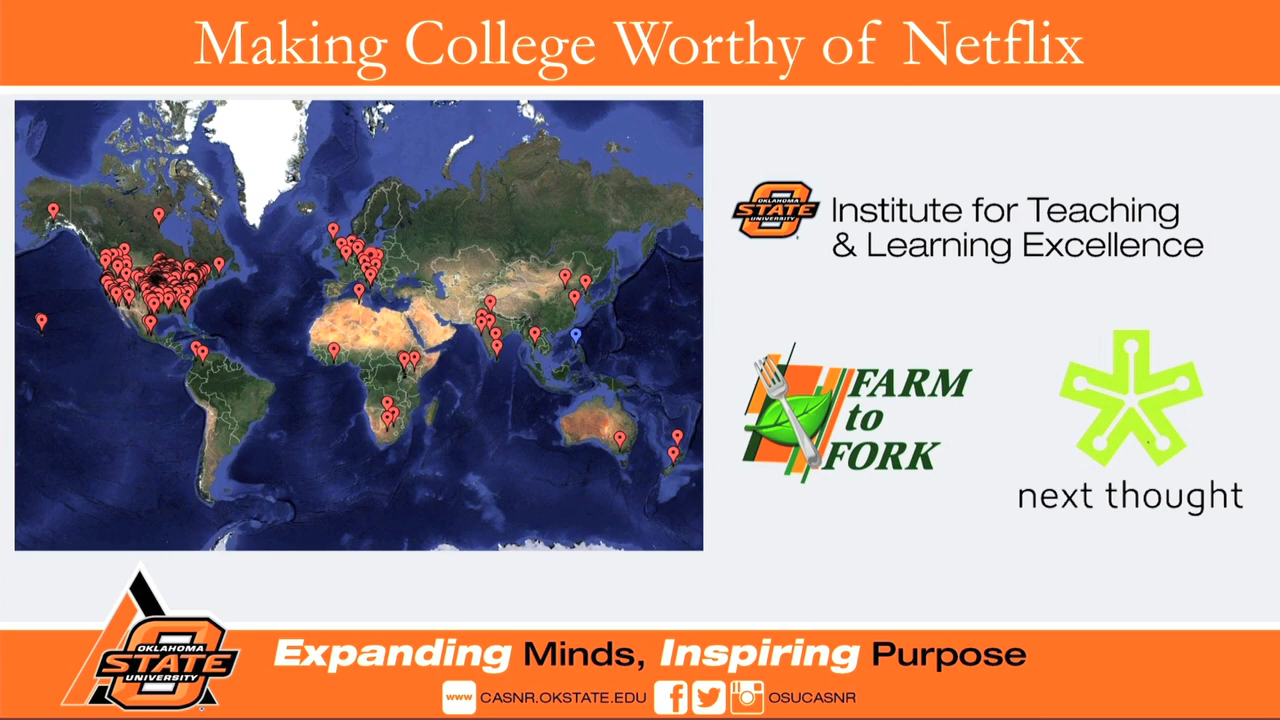 Making College Worthy of Netflix
OKLAHOMA
STATE
UNIVERSITY
Institute for Teaching
& Learning Excellence
FARM
to
FORK
next thought
OKLAHOMA
STATE
UNIVERSITY
Expanding Minds, Inspiring Purpose
www CASNR.OKSTATE.EDU OSUCASNR